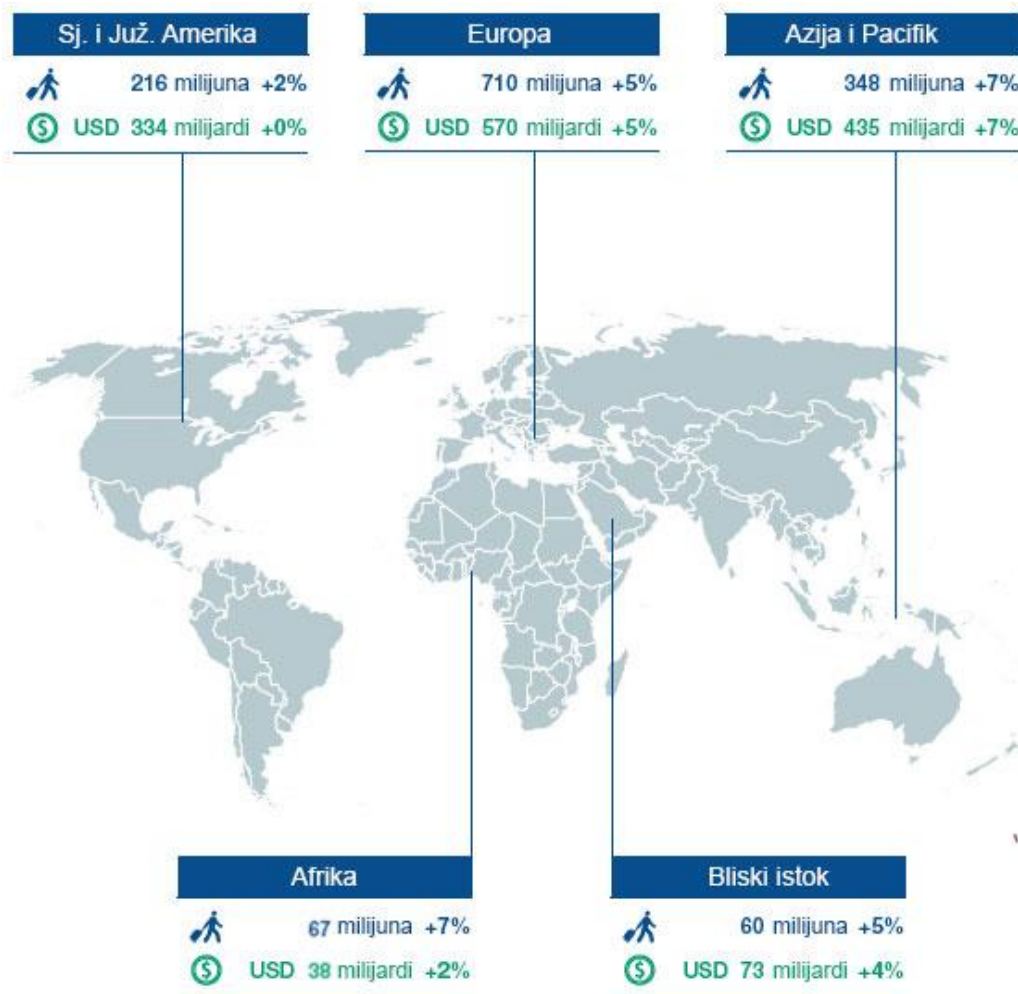 Sj. i Juž. Amerika
216 milijuna +2%
USD 334 milijardi +0%
Europa
710 milijuna +5%
USD 570 milijardi +5%
Azija i Pacifik
348 milijuna +7%
USD 435 milijardi +7%
Afrika
67 milijuna +7%
USD 38 milijardi +2%
Bliski istok
60 milijuna +5%
USD 73 milijardi +4%